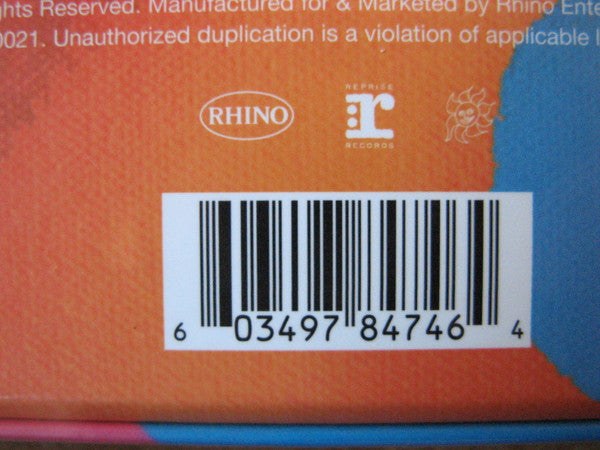 ghts Reserved. Manufactured for & Marketed by Rhino Ente
0021. Unauthorized duplication is a violation of applicable l
RHINO
REPRISE
r
RECORDS
6 03497 84746 4